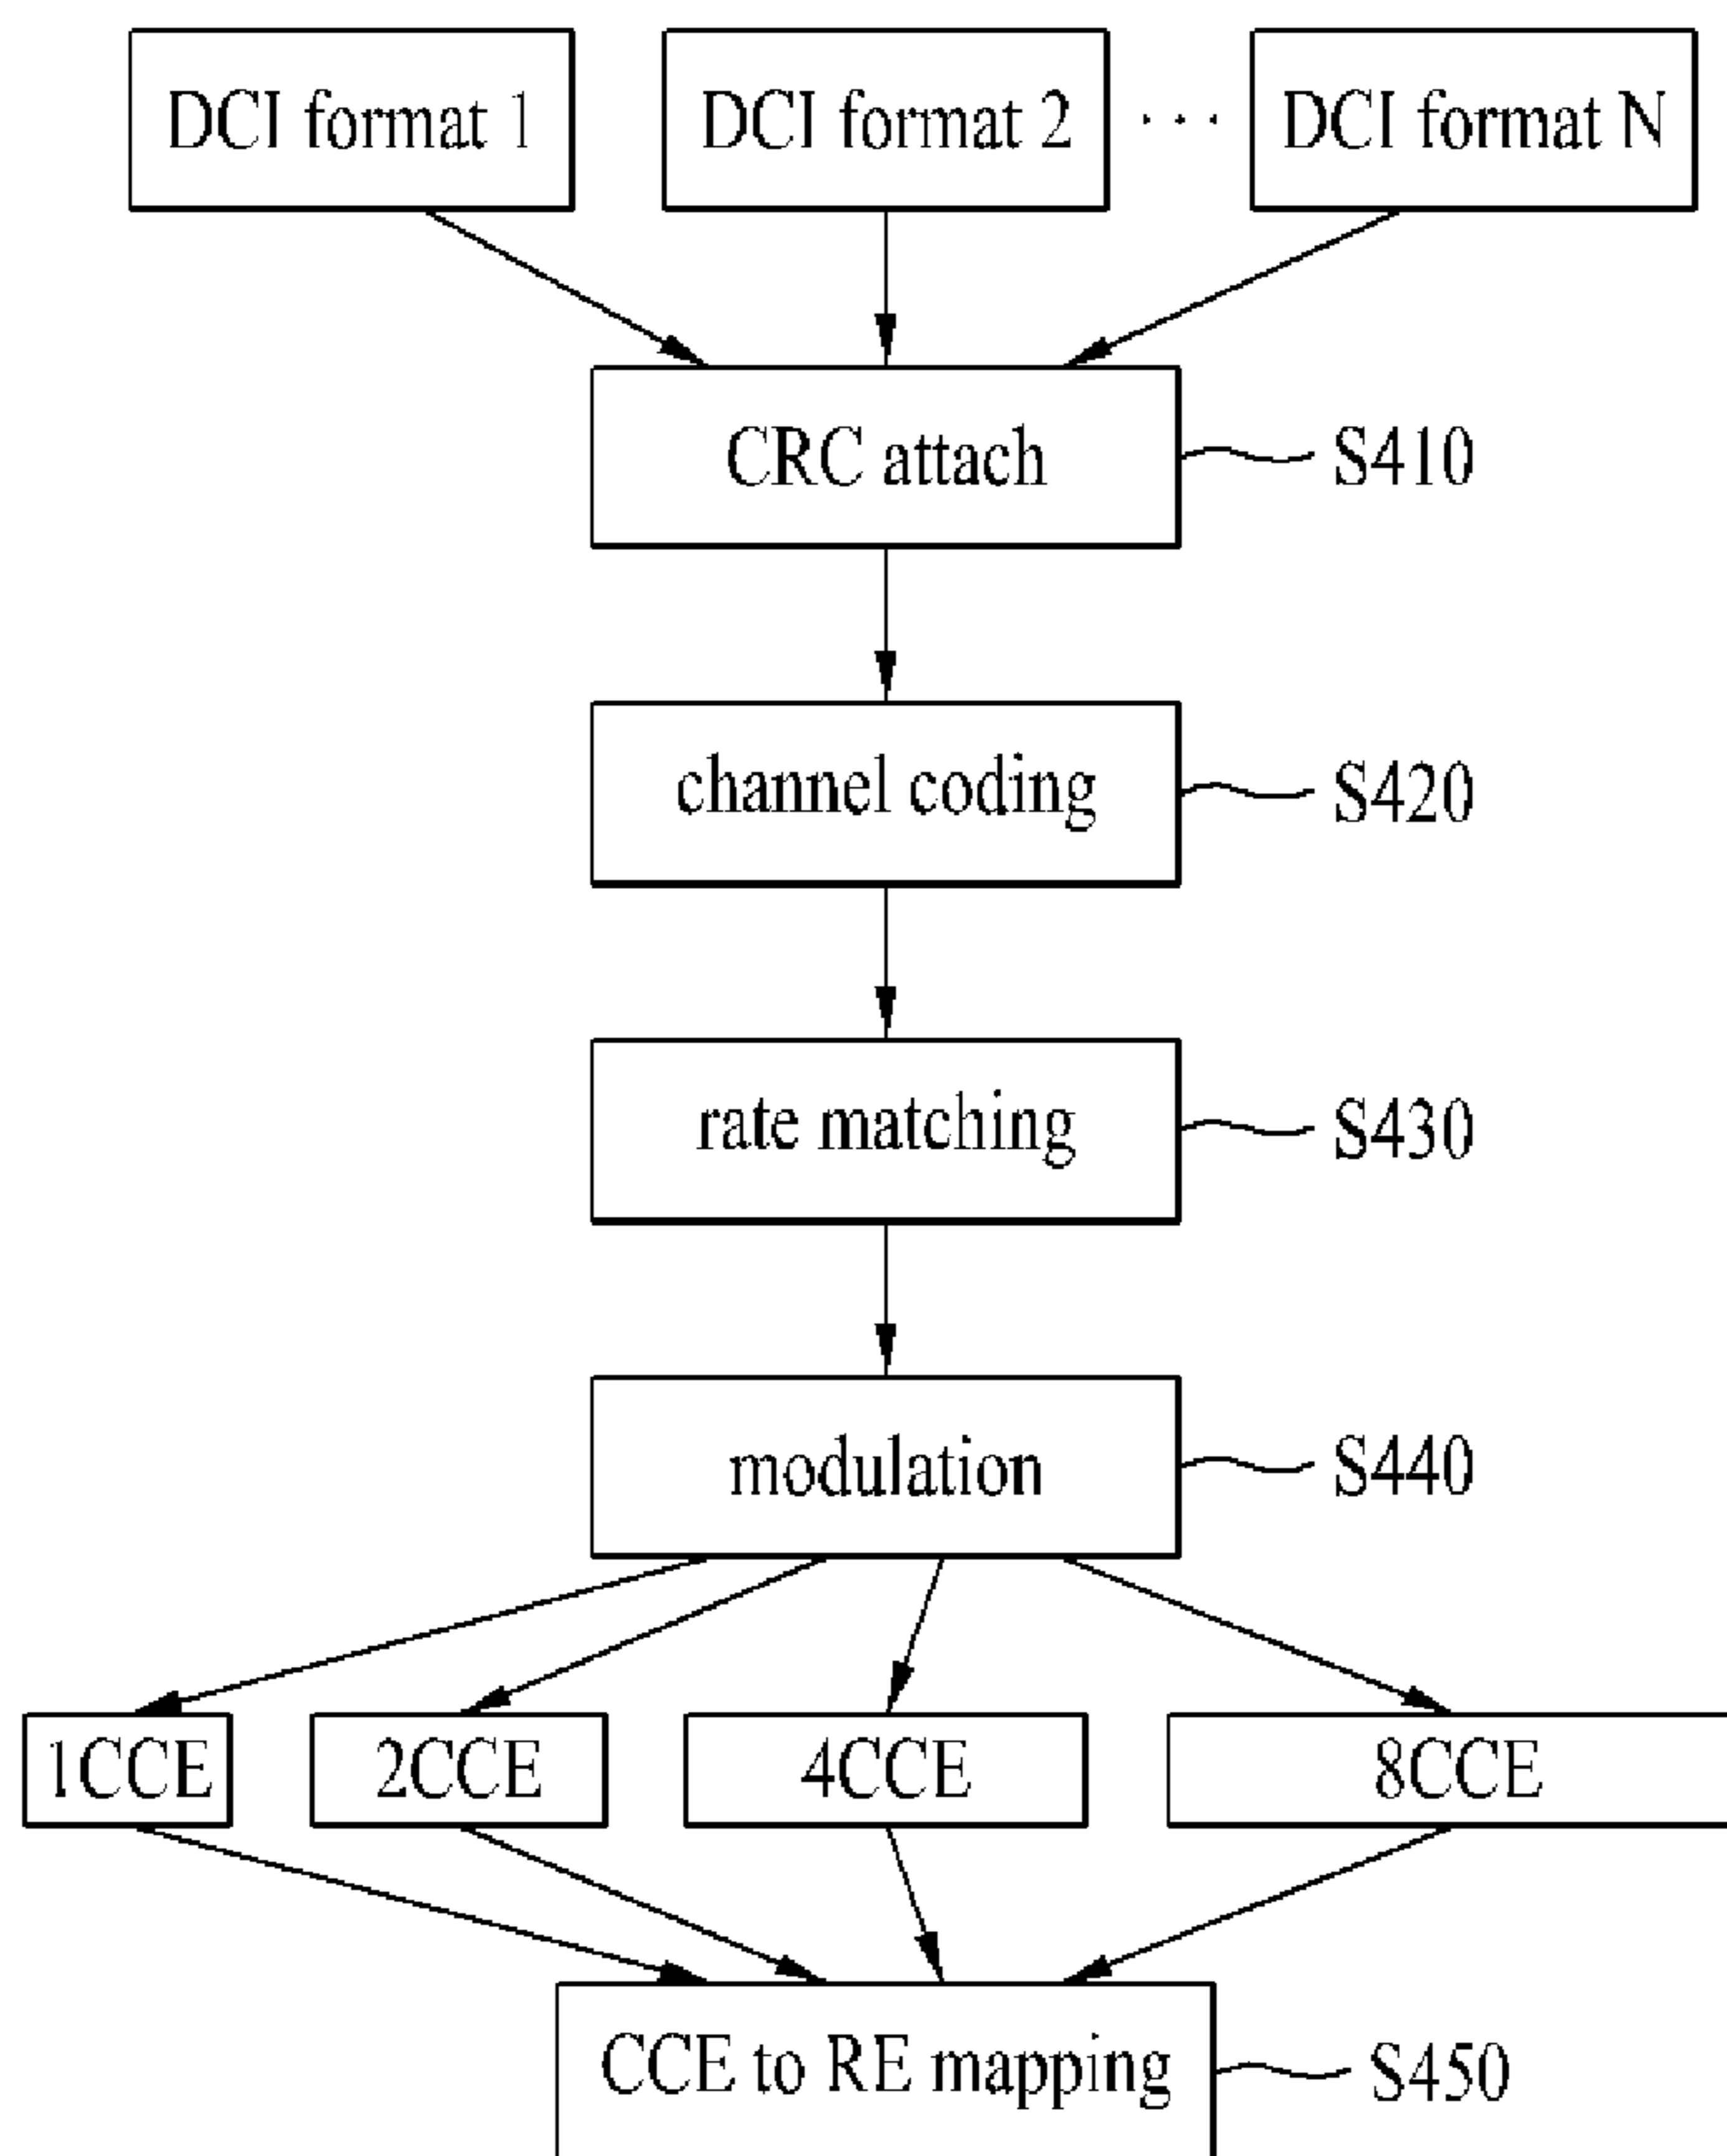 DCI format 1
DCI format 2
. . .
DCI format N
CRC attach
S410
channel coding
S420
rate matching
S430
modulation
S440
1CCE
2CCE
4CCE
8CCE
CCE to RE mapping
S450